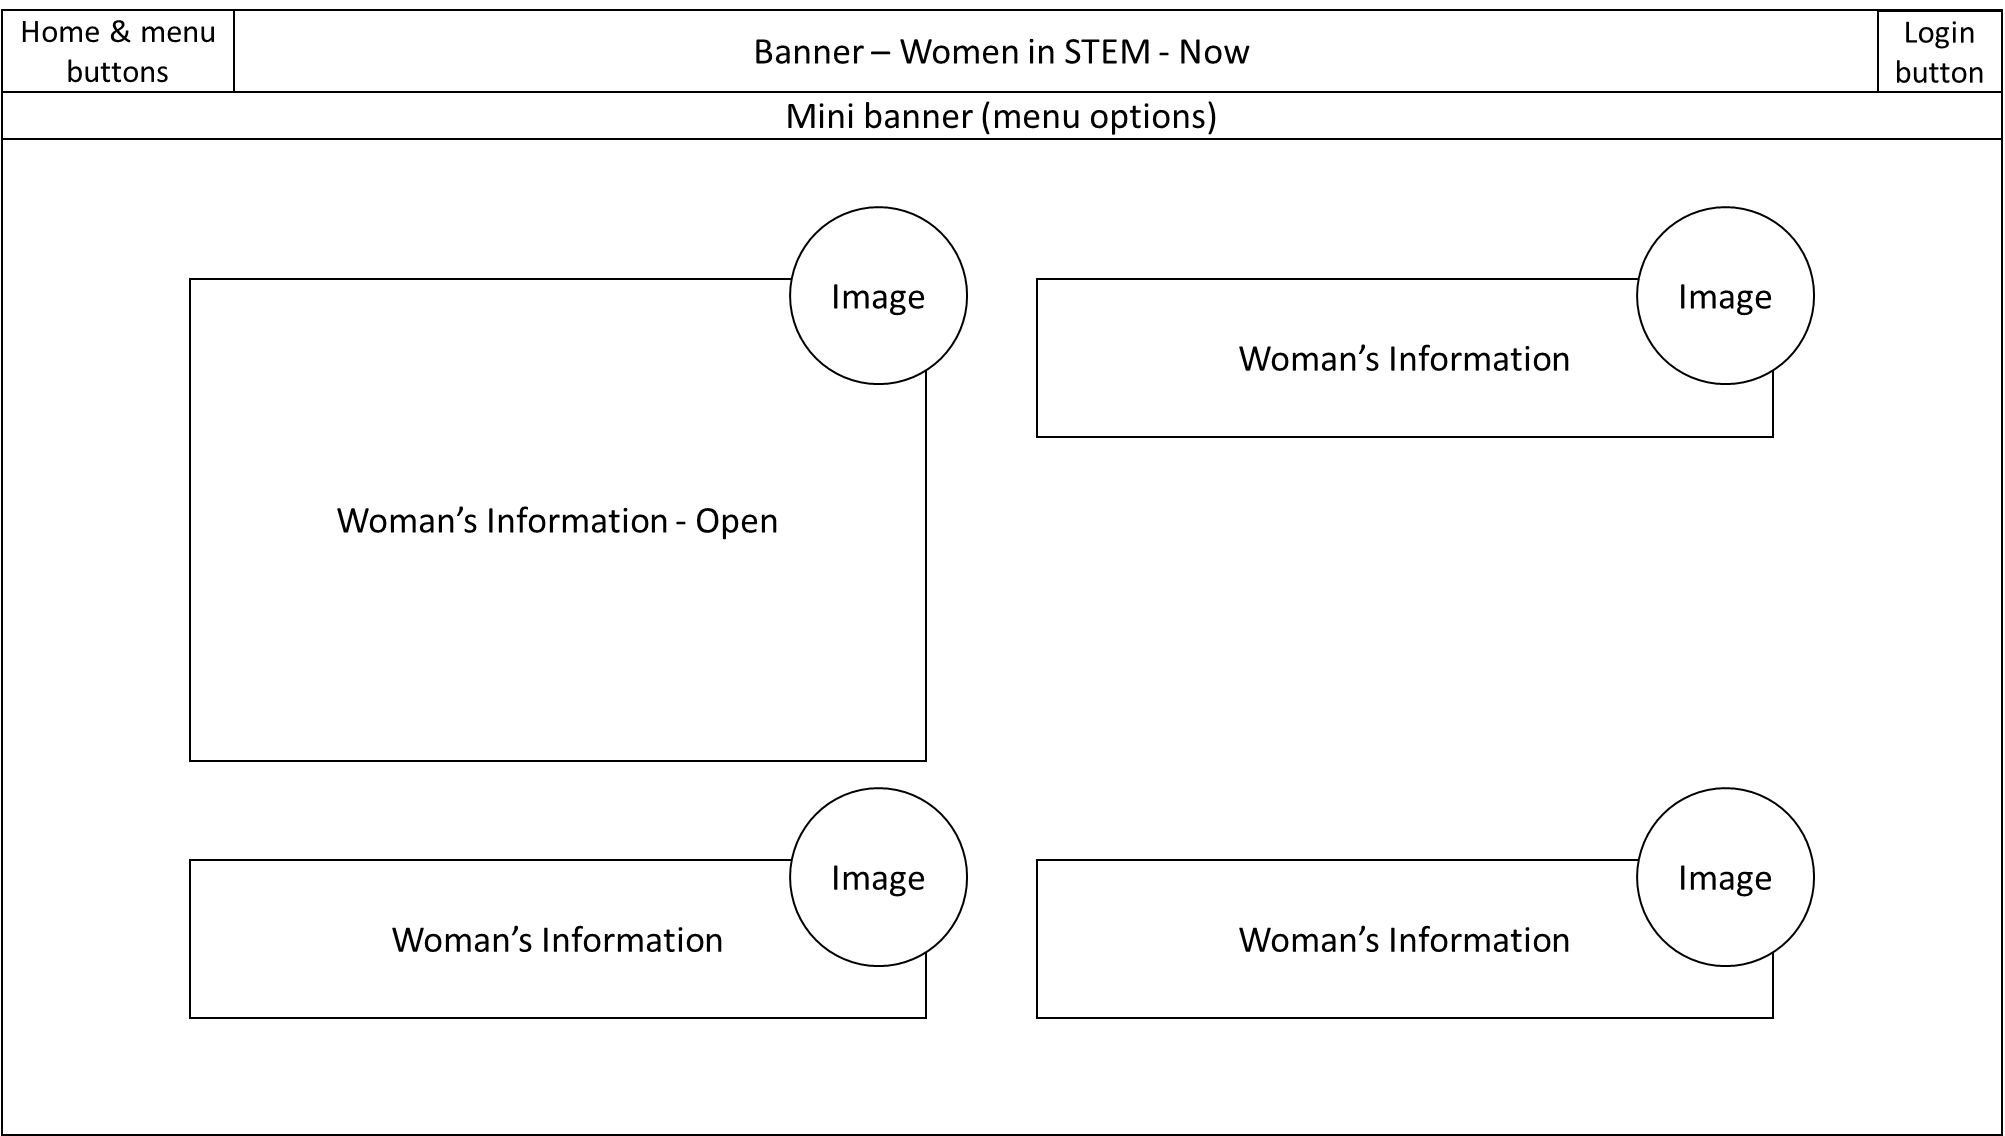 Home & menu
buttons
Banner – Women in STEM - Now
Login
button
Mini banner (menu options)
Image
Image
Woman’s Information
Woman’s Information - Open
Image
Image
Woman’s Information
Woman’s Information